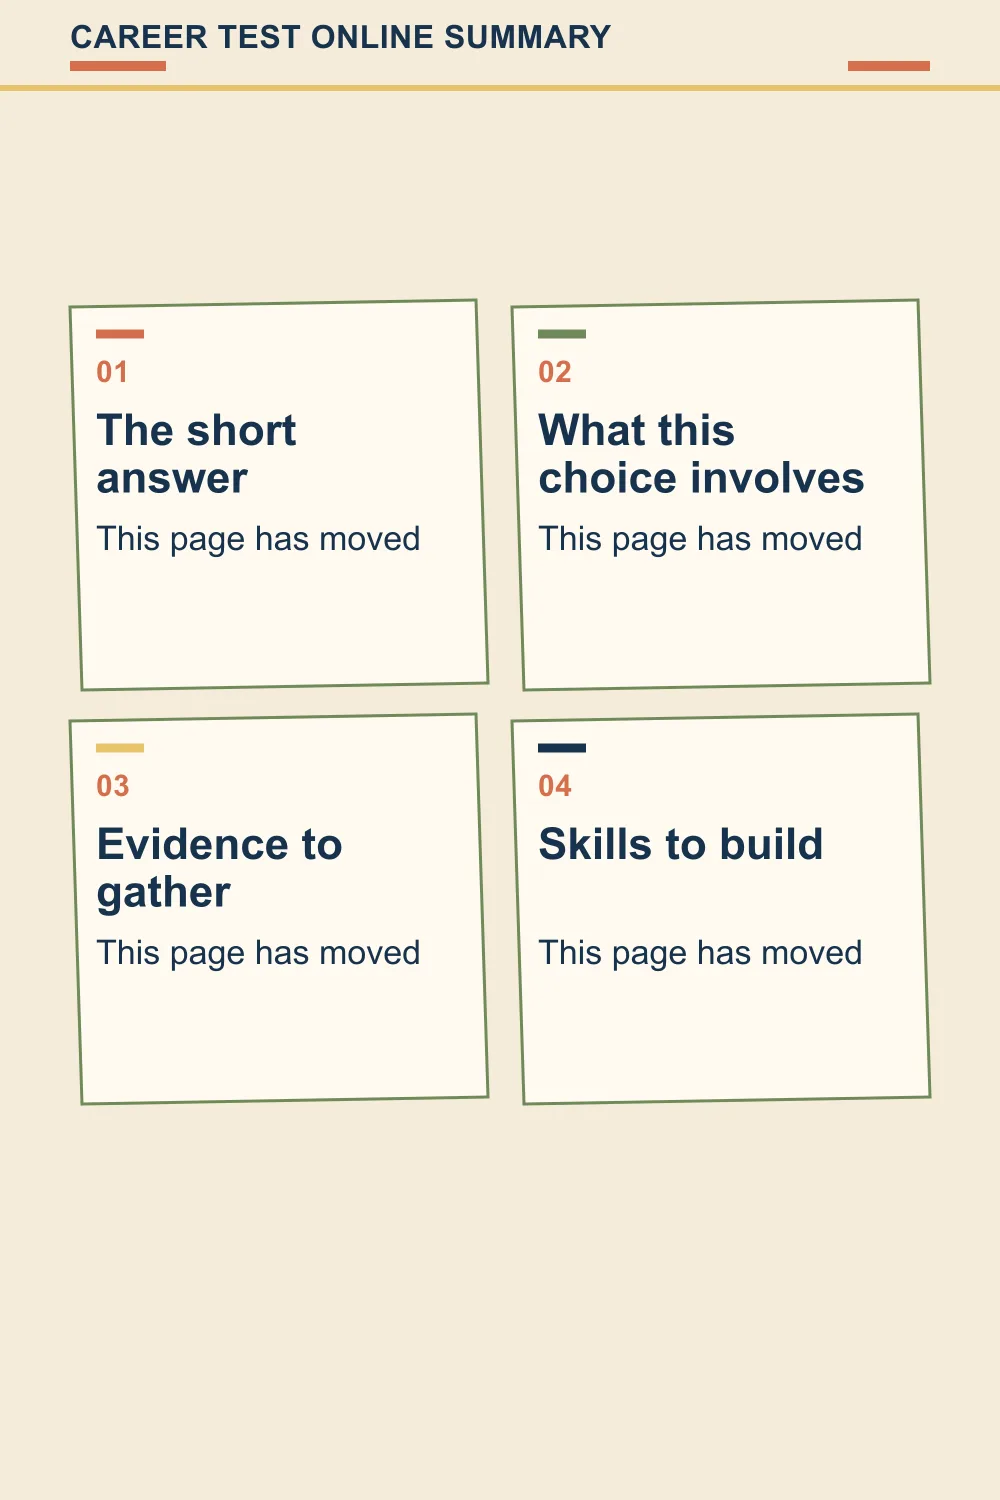 CAREER TEST ONLINE SUMMARY
01
The short
answer
This page has moved
02
What this
choice involves
This page has moved
03
Evidence to
gather
This page has moved
04
Skills to build
This page has moved